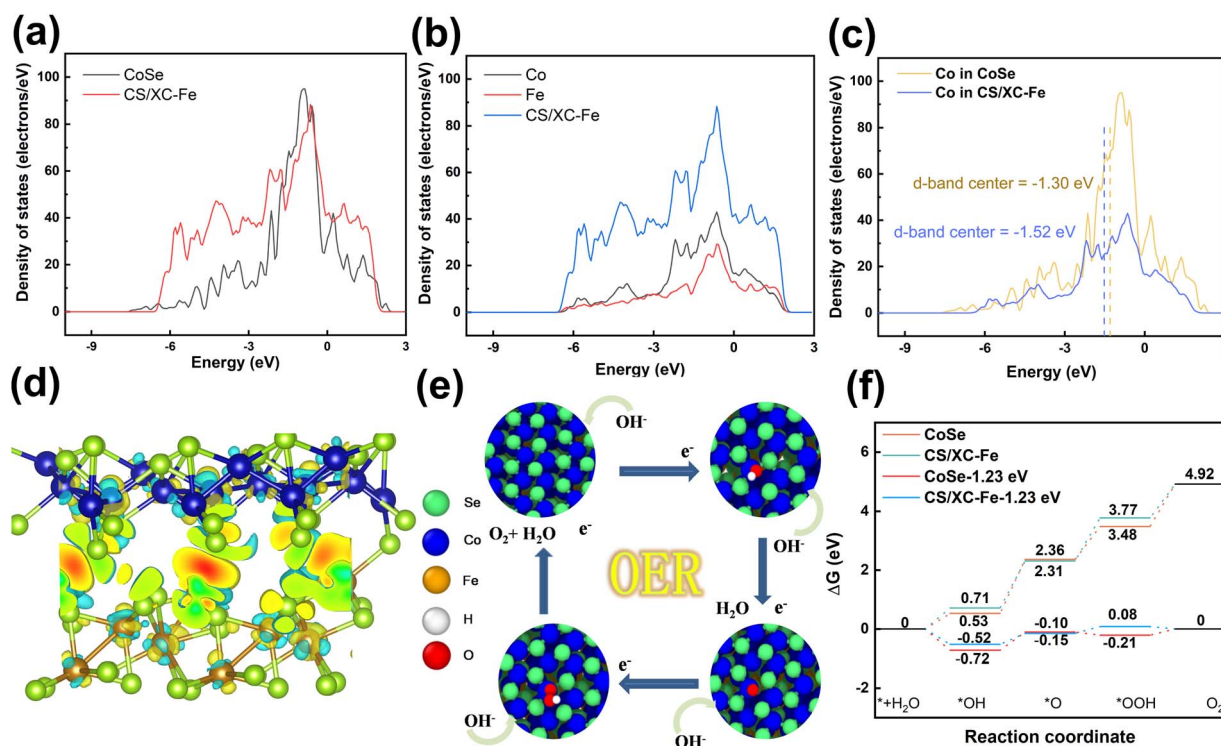 (a)
CoSe
CS/XC-Fe
Density of states (electrons/eV)
100
80
60
40
20
0
-9
-6
-3
0
3
Energy (eV)
(b)
Co
Fe
CS/XC-Fe
Density of states (electrons/eV)
100
80
60
40
20
0
-9
-6
-3
0
3
Energy (eV)
(c)
Co in CoSe
Co in CS/XC-Fe
d-band center = -1.30 eV
d-band center = -1.52 eV
Density of states (electrons/eV)
100
80
60
40
20
0
-9
-6
-3
0
Energy (eV)
(d)
(e)
Se
Co
Fe
H
O
OH-
e-
OH-
H₂O e-
OH-
e-
OH-
O₂+ H₂O e-
OER
(f)
CoSe
CS/XC-Fe
CoSe-1.23 eV
CS/XC-Fe-1.23 eV
ΔG (eV)
6
4
2
0
-2
0
0.71
0.53
-0.52
-0.72
2.36
2.31
-0.10
-0.15
3.77
3.48
0.08
-0.21
4.92
0
*+H₂O
*OH
*O
*OOH
O₂
Reaction coordinate